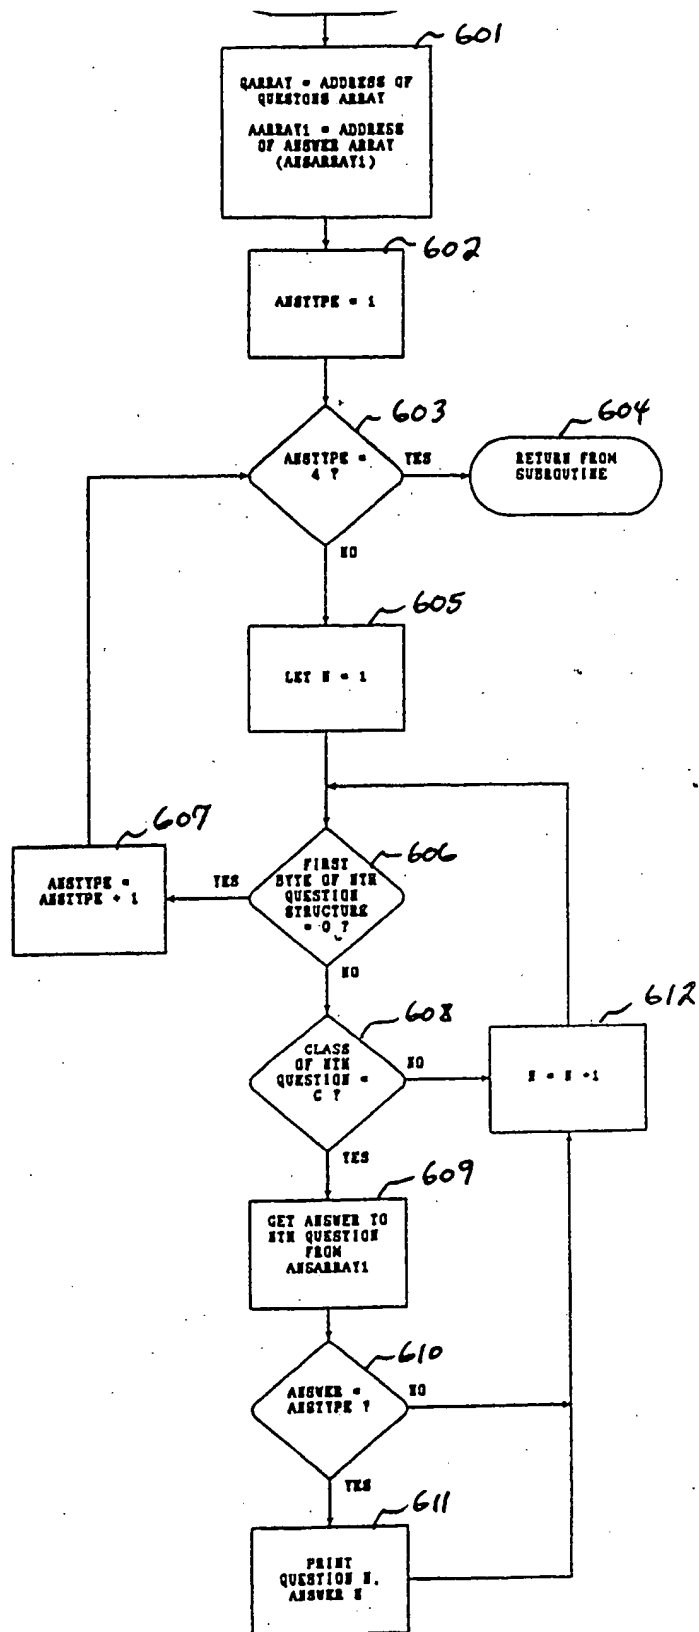 601
QARRAY = ADDRESS OF
QUESTONS ARRAY
AARRAY1 = ADDRESS
OF ANSWER ARRAY
(ANSARRAY1)
602
ANSTYPE = 1
603
ANSTYPE =
4 ?
YES
604
RETURN FROM
SUBROUTINE
NO
605
LET N = 1
607
ANSTYPE =
ANSTYPE + 1
YES
606
FIRST
BYTE OF NTH
QUESTION
STRUCTURE
= 0 ?
NO
608
CLASS
OF NTH
QUESTION =
C ?
NO
612
N = N +1
YES
609
GET ANSWER TO
NTH QUESTION
FROM
ANSARRAY1
610
ANSWER =
ANSTYPE ?
NO
YES
611
PRINT
QUESTION N,
ANSWER N